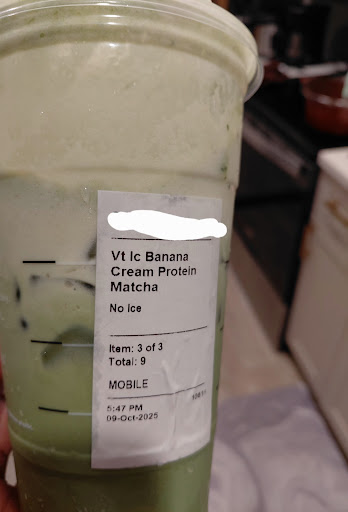 Vt Ic Banana
Cream Protein
Matcha
No Ice
Item: 3 of 3
Total: 9
MOBILE
5:47 PM
09-Oct-2025